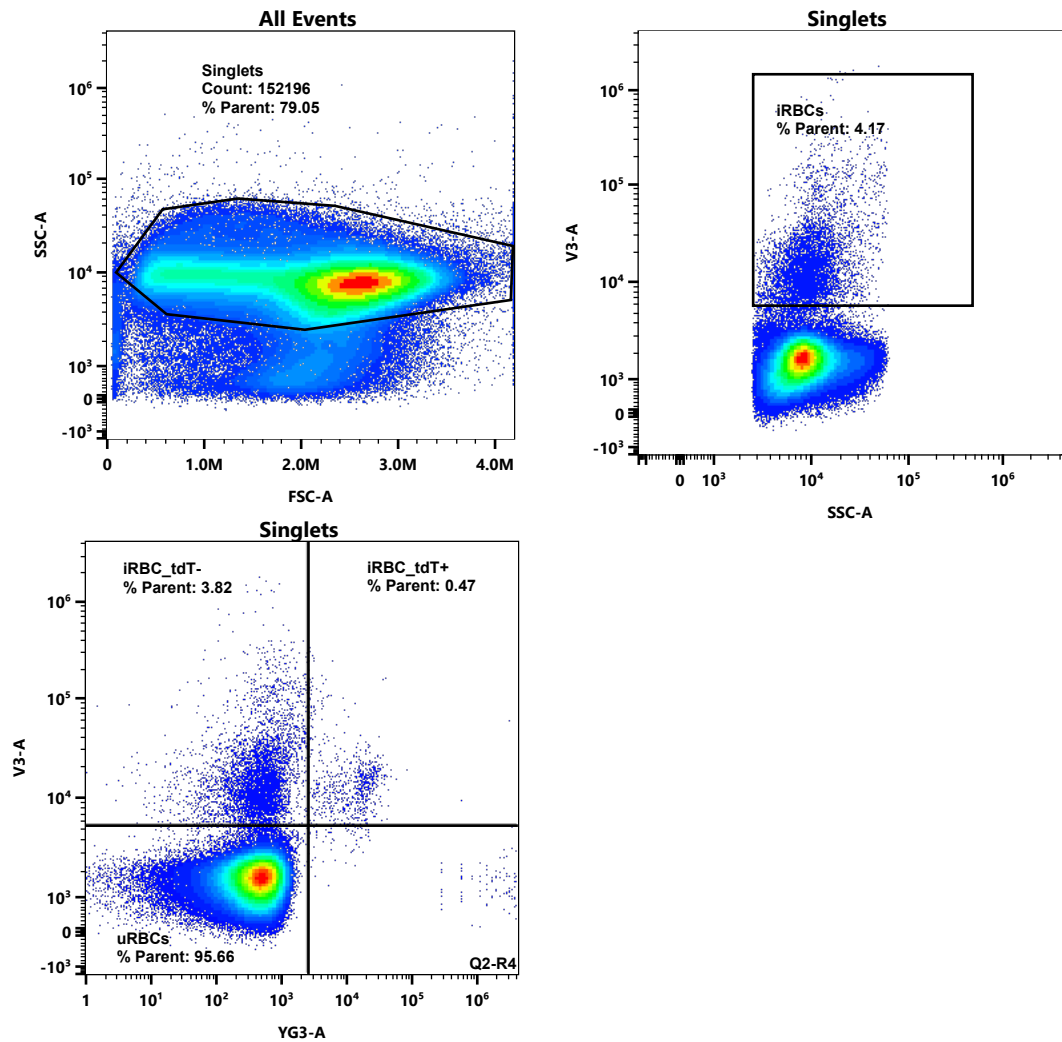 All Events
Singlets
Count: 152196
% Parent: 79.05
10⁶
10⁵
10⁴
10³
0
-10³
SSC-A
0 1.0M 2.0M 3.0M 4.0M
FSC-A
Singlets
iRBCs
% Parent: 4.17
10⁶
10⁵
10⁴
10³
0
-10³
V3-A
0 10³ 10⁴ 10⁵ 10⁶
SSC-A
Singlets
iRBC_tdT-
% Parent: 3.82
iRBC_tdT+
% Parent: 0.47
10⁶
10⁵
10⁴
10³
0
-10³
V3-A
uRBCs
% Parent: 95.66
Q2-R4
1 10¹ 10² 10³ 10⁴ 10⁵ 10⁶
YG3-A